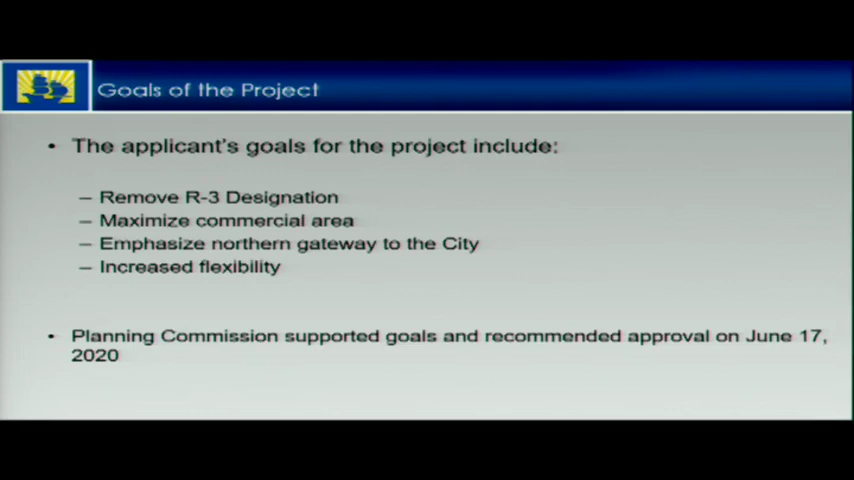 Goals of the Project
• The applicant's goals for the project include:
– Remove R-3 Designation
– Maximize commercial area
– Emphasize northern gateway to the City
– Increased flexibility
• Planning Commission supported goals and recommended approval on June 17,
2020